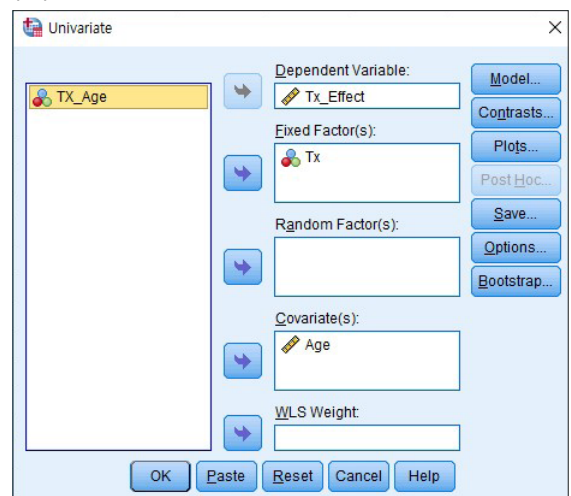 Univariate
TX_Age
Dependent Variable:
Tx_Effect
Fixed Factor(s):
Tx
Random Factor(s):
Covariate(s):
Age
WLS Weight:
Model...
Contrasts...
Plots...
Post Hoc...
Save...
Options...
Bootstrap...
OK Paste Reset Cancel Help